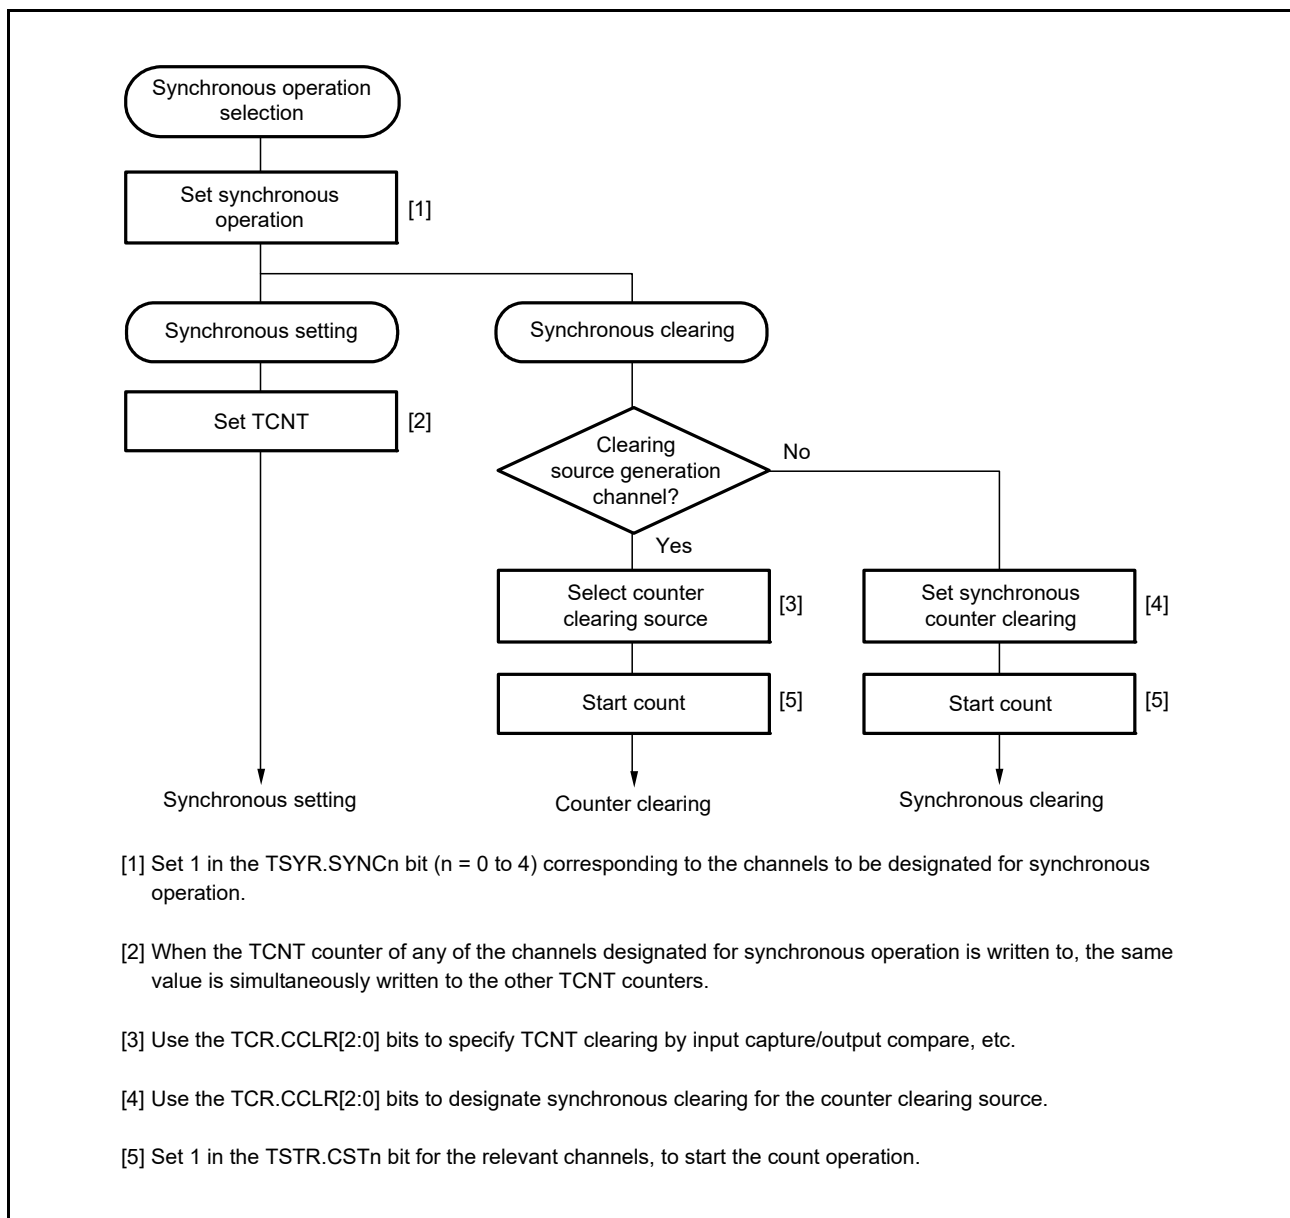 Synchronous operation
selection
Set synchronous
operation
[1]
Synchronous setting
Synchronous clearing
Set TCNT
[2]
Clearing
source generation
channel?
No
Yes
Select counter
clearing source
[3]
Set synchronous
counter clearing
[4]
Start count
[5]
Start count
[5]
Synchronous setting
Counter clearing
Synchronous clearing
[1] Set 1 in the TSYR.SYNCn bit (n = 0 to 4) corresponding to the channels to be designated for synchronous
operation.
[2] When the TCNT counter of any of the channels designated for synchronous operation is written to, the same
value is simultaneously written to the other TCNT counters.
[3] Use the TCR.CCLR[2:0] bits to specify TCNT clearing by input capture/output compare, etc.
[4] Use the TCR.CCLR[2:0] bits to designate synchronous clearing for the counter clearing source.
[5] Set 1 in the TSTR.CSTn bit for the relevant channels, to start the count operation.